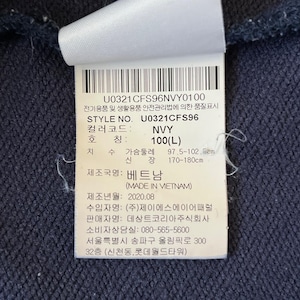 U0321CFS96NVY0100
전기용품 및 생활용품 안전관리법에 의한 품질표시
STYLE NO. U0321CFS96
컬러코드: NVY
호 칭: 100(L)
치 수 가슴둘레 97.5-102.5cm
신 장 170-180cm
제조국명: 베트남
(MADE IN VIETNAM)
제조년월: 2020.08
수입자명: (주)제이에스에이어패럴
판매자명: 데상트코리아주식회사
소비자상담실: 080-565-5600
서울특별시 송파구 올림픽로 300
32층 (신천동,롯데월드타워)